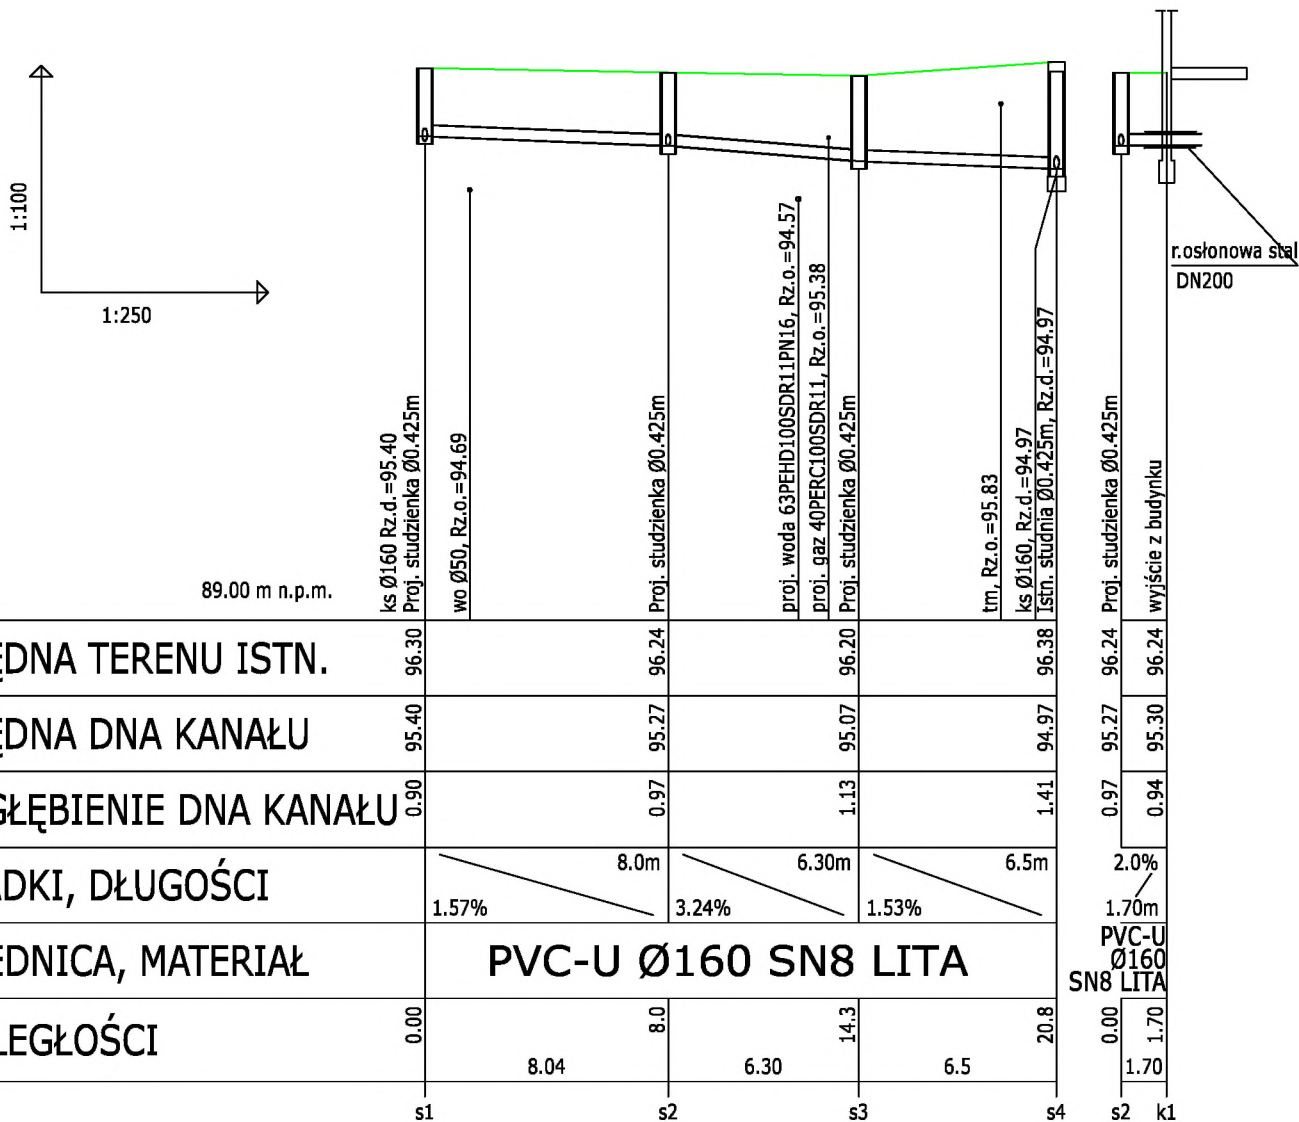 1:100
1:250
89.00 m n.p.m.
ks Ø160 Rz.d.=95.40
Proj. studzienka Ø0.425m
wo Ø50, Rz.o.=94.69
Proj. studzienka Ø0.425m
proj. woda 63PEHD100SDR11PN16, Rz.o.=94.57
proj. gaz 40PERC100SDR11, Rz.o.=95.38
Proj. studzienka Ø0.425m
tm, Rz.o.=95.83
ks Ø160, Rz.d.=94.97
Istn. studnia Ø0.425m, Rz.d.=94.97
Proj. studzienka Ø0.425m
wyjście z budynku
r.osłonowa stal
DN200
ĘDNA TERENU ISTN. 96.30 96.24 96.20 96.38 96.24 96.24
ĘDNA DNA KANAŁU 95.40 95.27 95.07 94.97 95.27 95.30
GŁĘBIENIE DNA KANAŁU 0.90 0.97 1.13 1.41 0.97 0.94
ADKI, DŁUGOŚCI 8.0m 6.30m 6.5m 2.0%
1.57% 3.24% 1.53% 1.70m
EDNICA, MATERIAŁ PVC-U Ø160 SN8 LITA
PVC-U
Ø160
SN8 LITA
LEGŁOŚCI 0.00 8.0 14.3 20.8 0.00 1.70
8.04 6.30 6.5 1.70
s1 s2 s3 s4 s2 k1